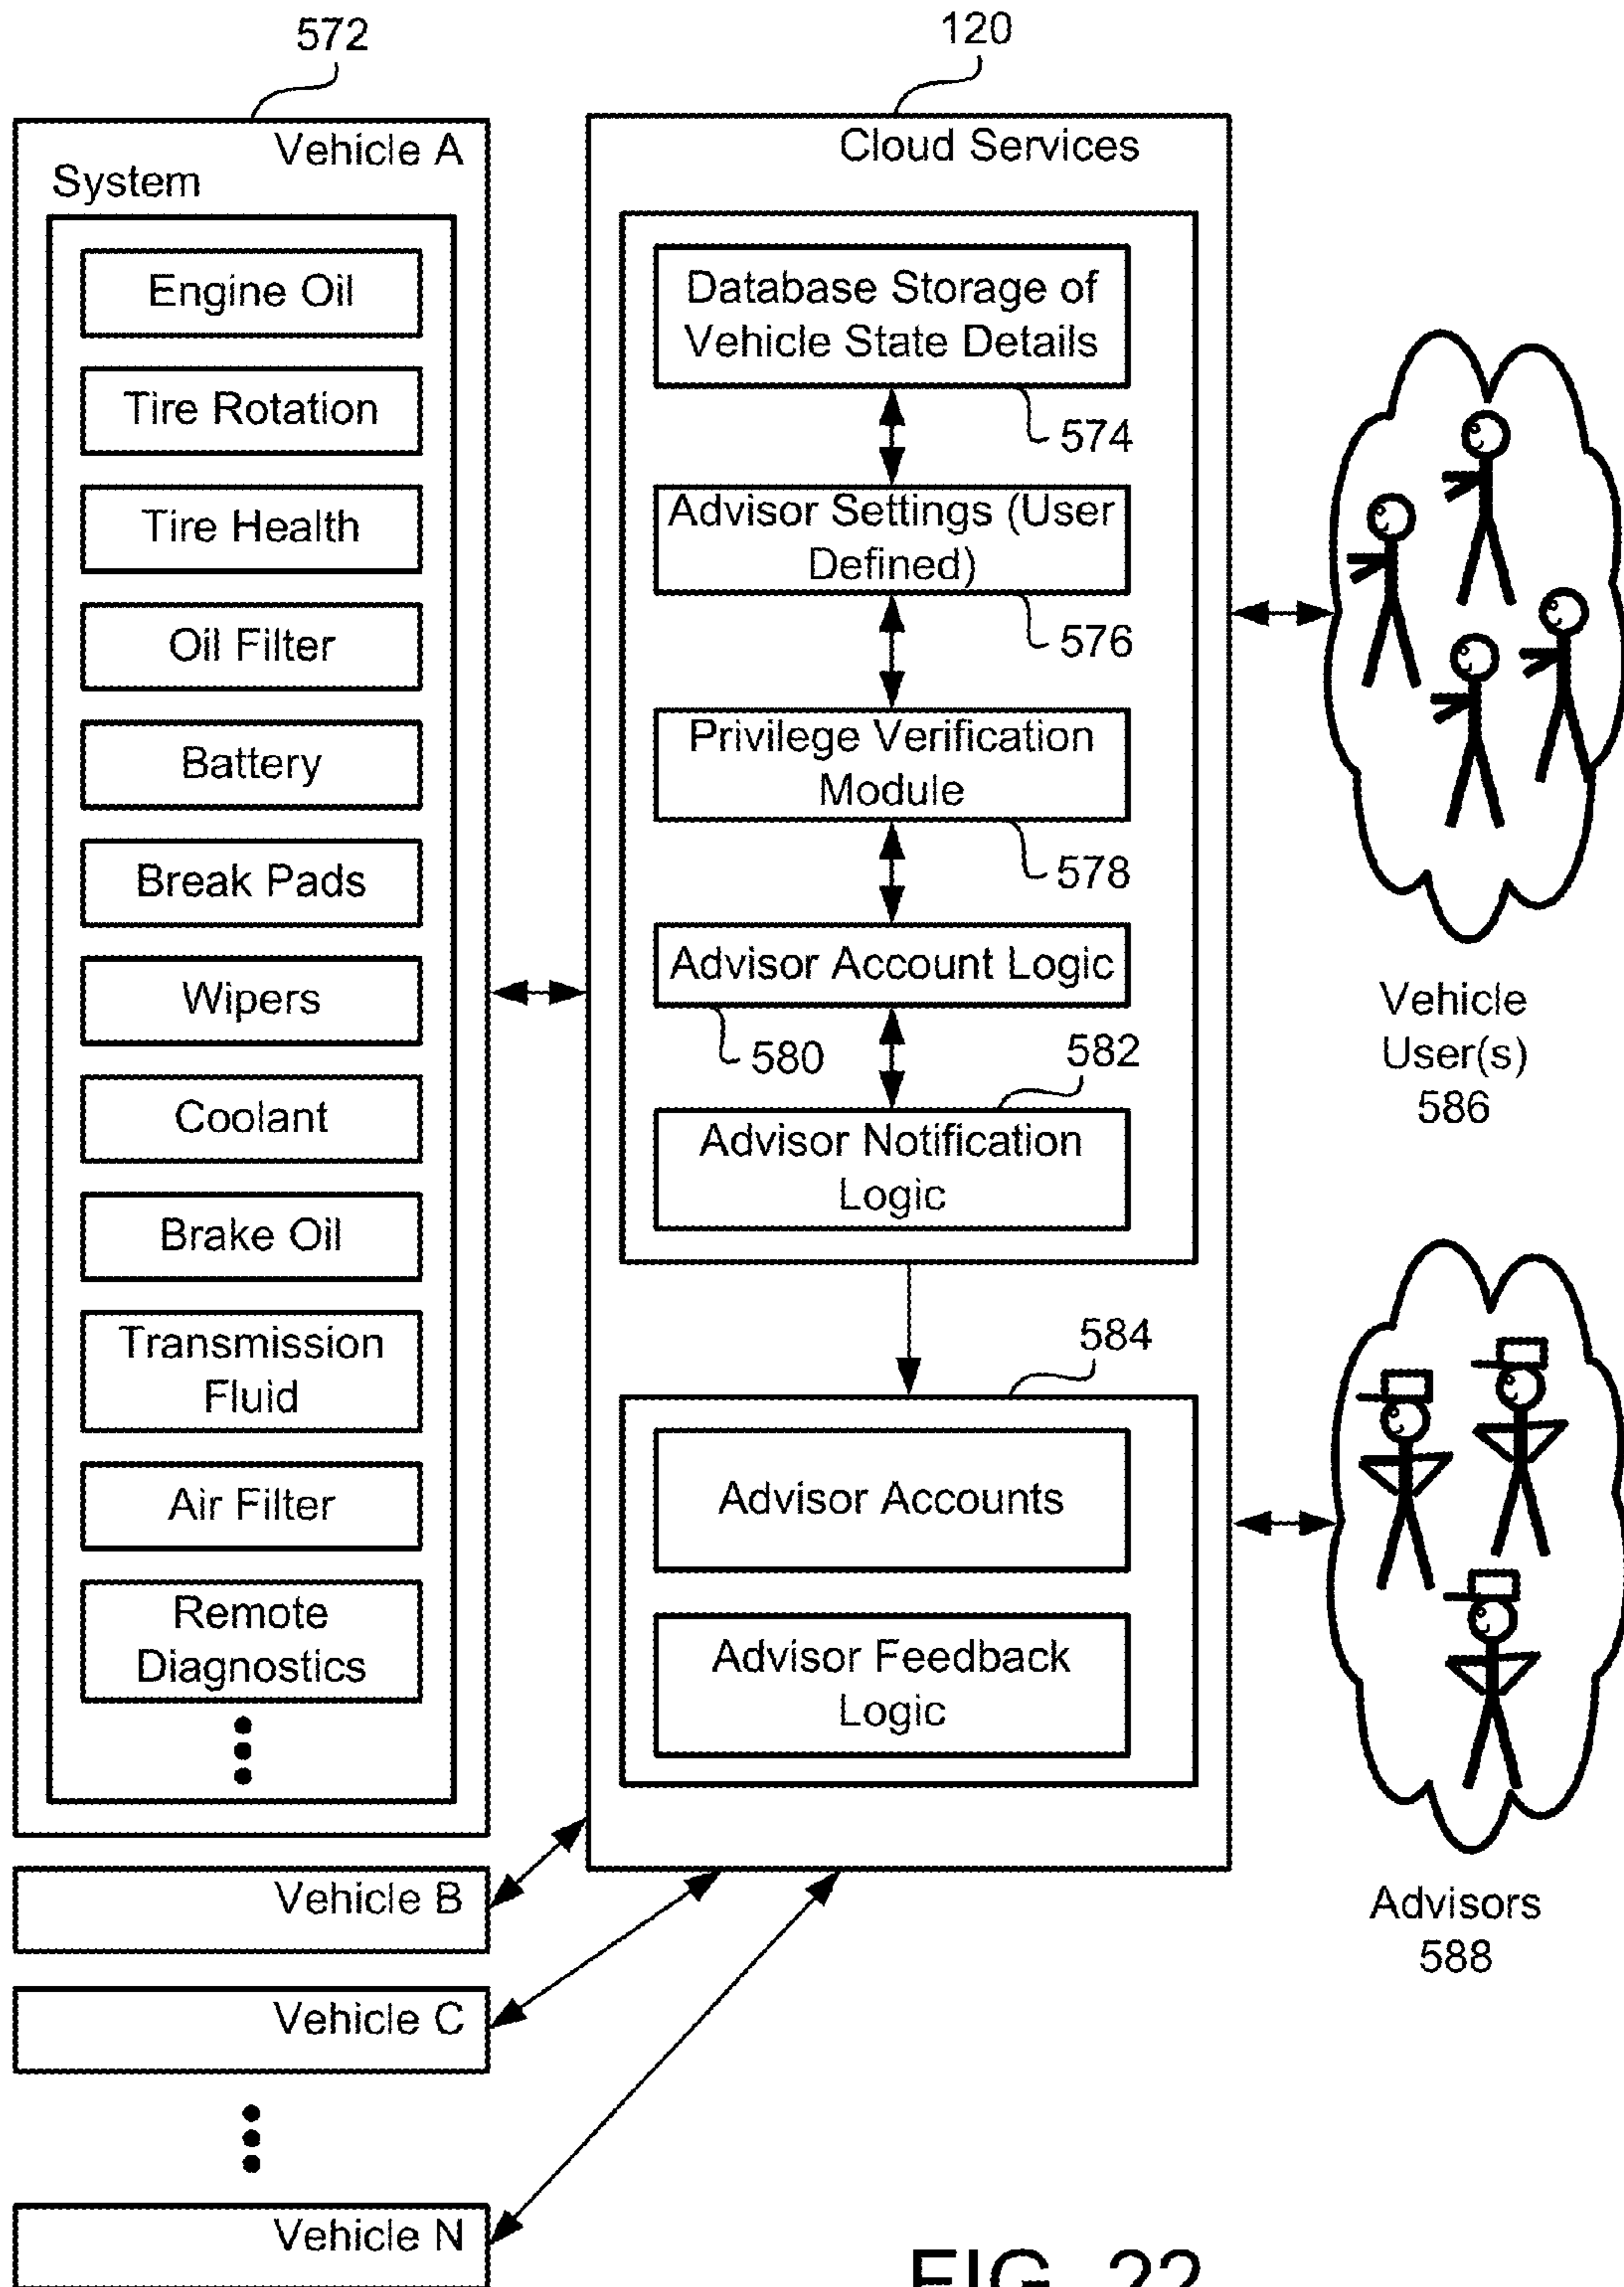 572
Vehicle A
System
Engine Oil
Tire Rotation
Tire Health
Oil Filter
Battery
Break Pads
Wipers
Coolant
Brake Oil
Transmission
Fluid
Air Filter
Remote
Diagnostics
Vehicle B
Vehicle C
Vehicle N
120
Cloud Services
Database Storage of
Vehicle State Details
574
Advisor Settings (User
Defined)
576
Privilege Verification
Module
578
Advisor Account Logic
580
582
Advisor Notification
Logic
584
Advisor Accounts
Advisor Feedback
Logic
Vehicle
User(s)
586
Advisors
588
FIG. 22